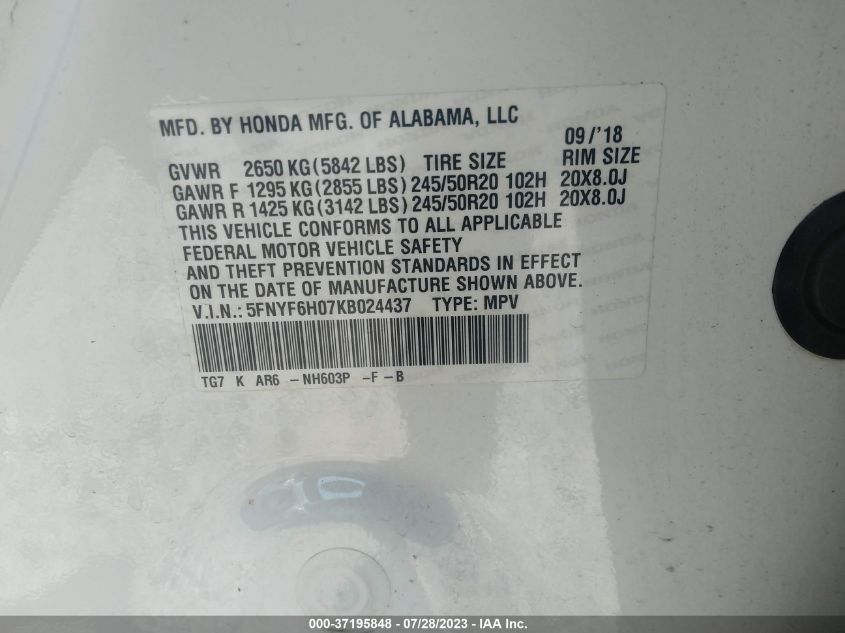 MFD. BY HONDA MFG. OF ALABAMA, LLC
09/'18
GVWR 2650 KG (5842 LBS) TIRE SIZE RIM SIZE
GAWR F 1295 KG (2855 LBS) 245/50R20 102H 20X8.0J
GAWR R 1425 KG (3142 LBS) 245/50R20 102H 20X8.0J
THIS VEHICLE CONFORMS TO ALL APPLICABLE
FEDERAL MOTOR VEHICLE SAFETY
AND THEFT PREVENTION STANDARDS IN EFFECT
ON THE DATE OF MANUFACTURE SHOWN ABOVE.
V.I.N.: 5FNYF6H07KB024437 TYPE: MPV
TG7 K AR6 – NH603P –F – B
000-37195848 - 07/28/2023 - IAA Inc.